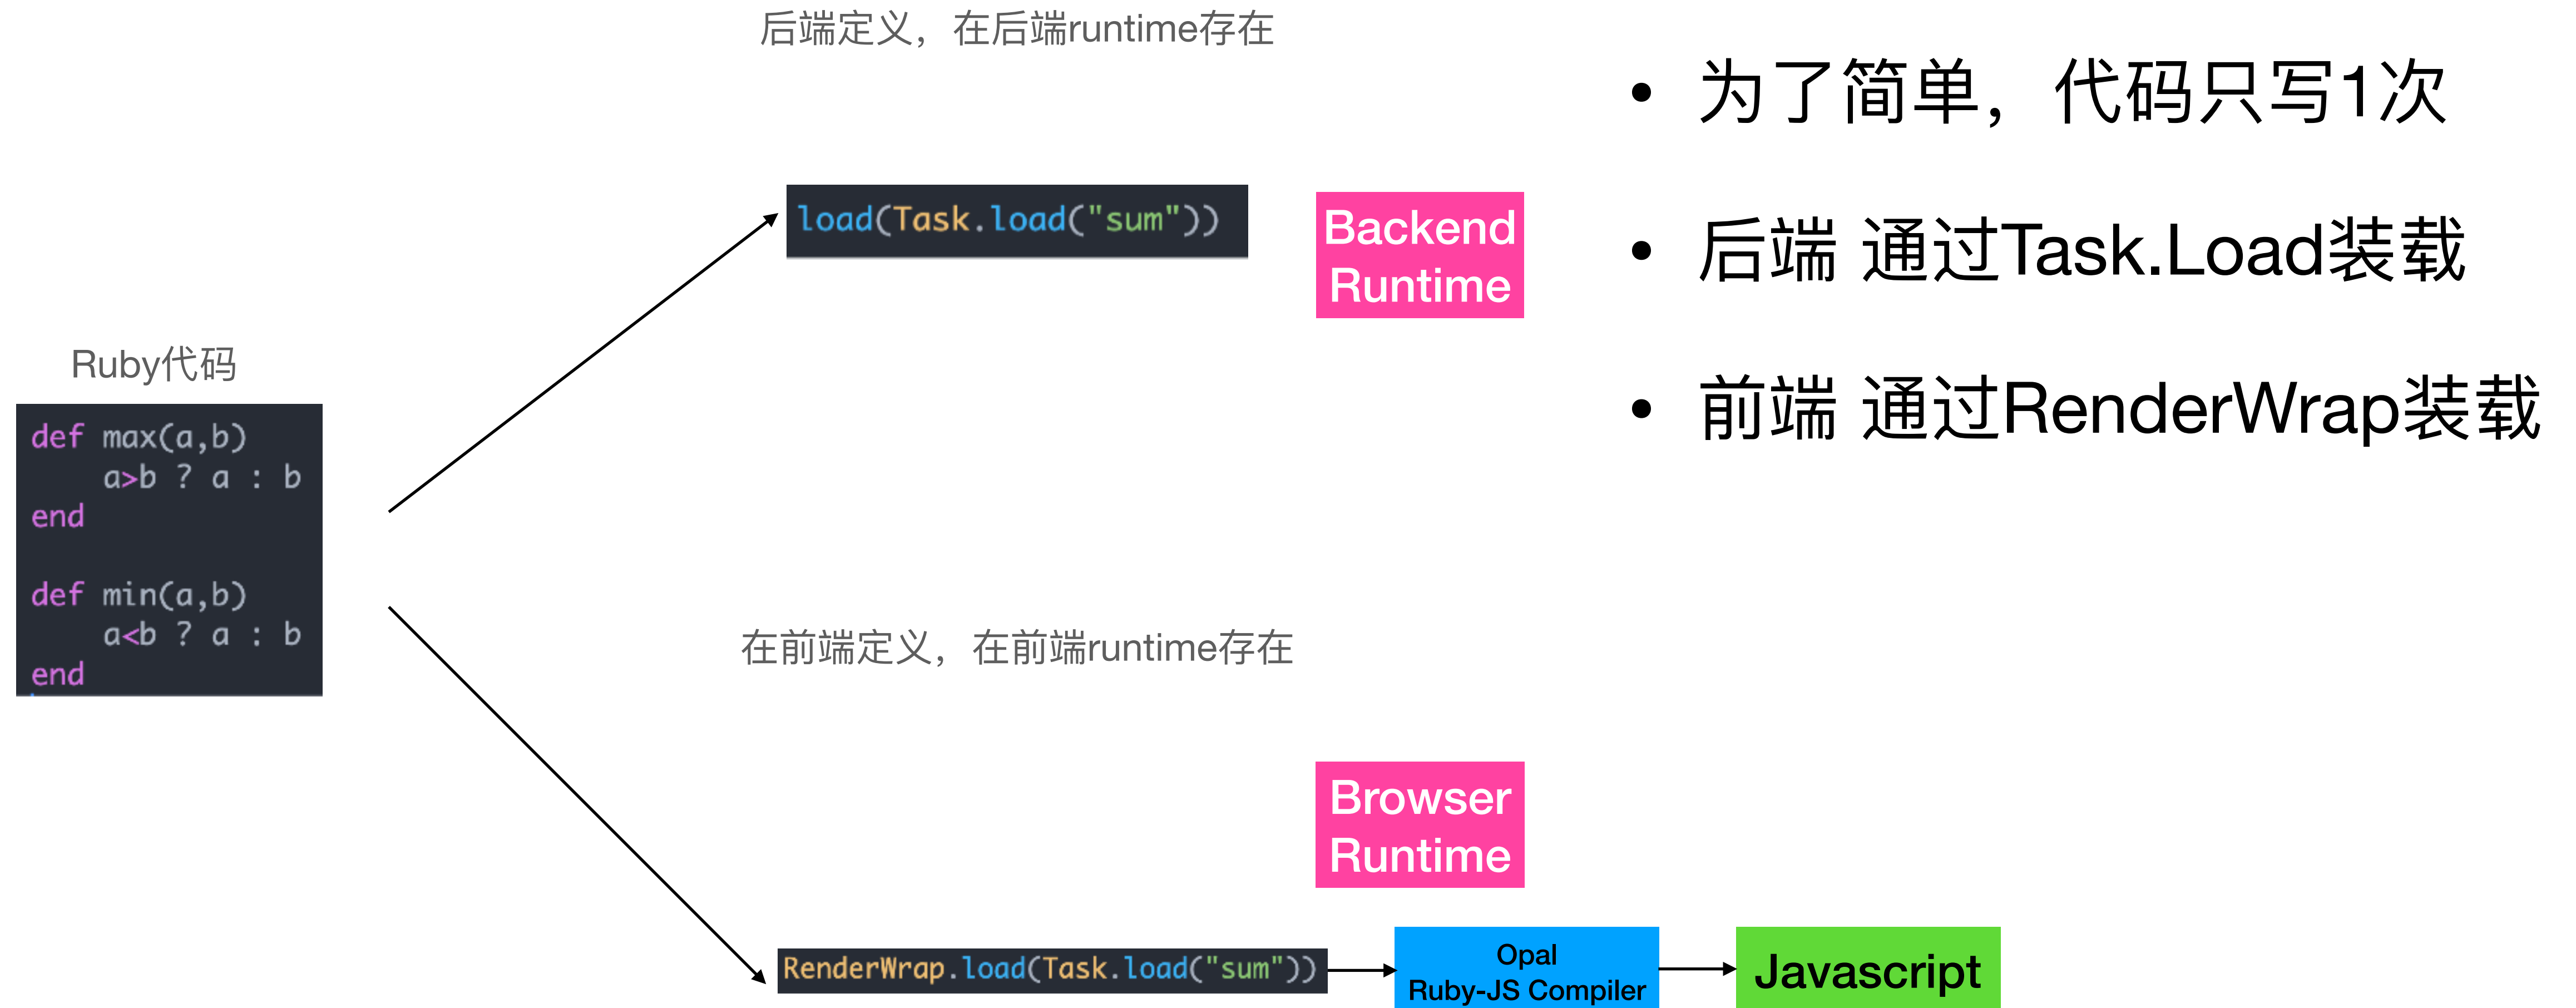 后端定义，在后端runtime存在
load(Task.load("sum"))
Backend
Runtime
Ruby代码
def max(a,b)
a>b ? a : b
end
def min(a,b)
a<b ? a : b
end
在前端定义，在前端runtime存在
Browser
Runtime
RenderWrap.load(Task.load("sum"))
Opal
Ruby-JS Compiler
Javascript
• 为了简单，代码只写1次
• 后端 通过Task.Load装载
• 前端 通过RenderWrap装载